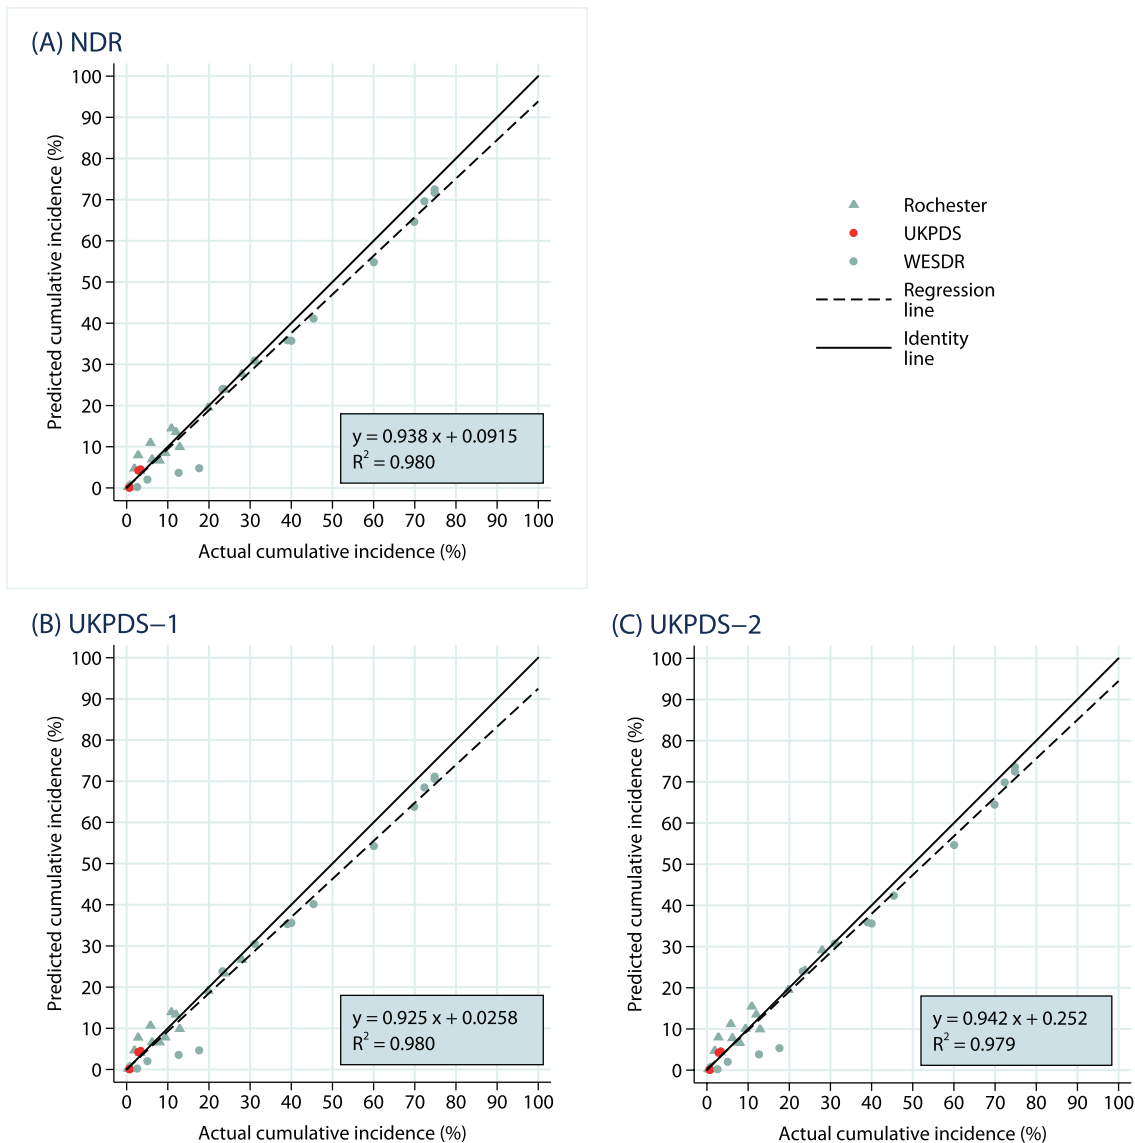 (A) NDR
100
90
80
70
60
50
40
30
20
10
0
Predicted cumulative incidence (%)
y = 0.938 x + 0.0915
R² = 0.980
0 10 20 30 40 50 60 70 80 90 100
Actual cumulative incidence (%)
Rochester
UKPDS
WESDR
Regression
line
Identity
line
(B) UKPDS−1
100
90
80
70
60
50
40
30
20
10
0
Predicted cumulative incidence (%)
y = 0.925 x + 0.0258
R² = 0.980
0 10 20 30 40 50 60 70 80 90 100
Actual cumulative incidence (%)
(C) UKPDS−2
100
90
80
70
60
50
40
30
20
10
0
Predicted cumulative incidence (%)
y = 0.942 x + 0.252
R² = 0.979
0 10 20 30 40 50 60 70 80 90 100
Actual cumulative incidence (%)